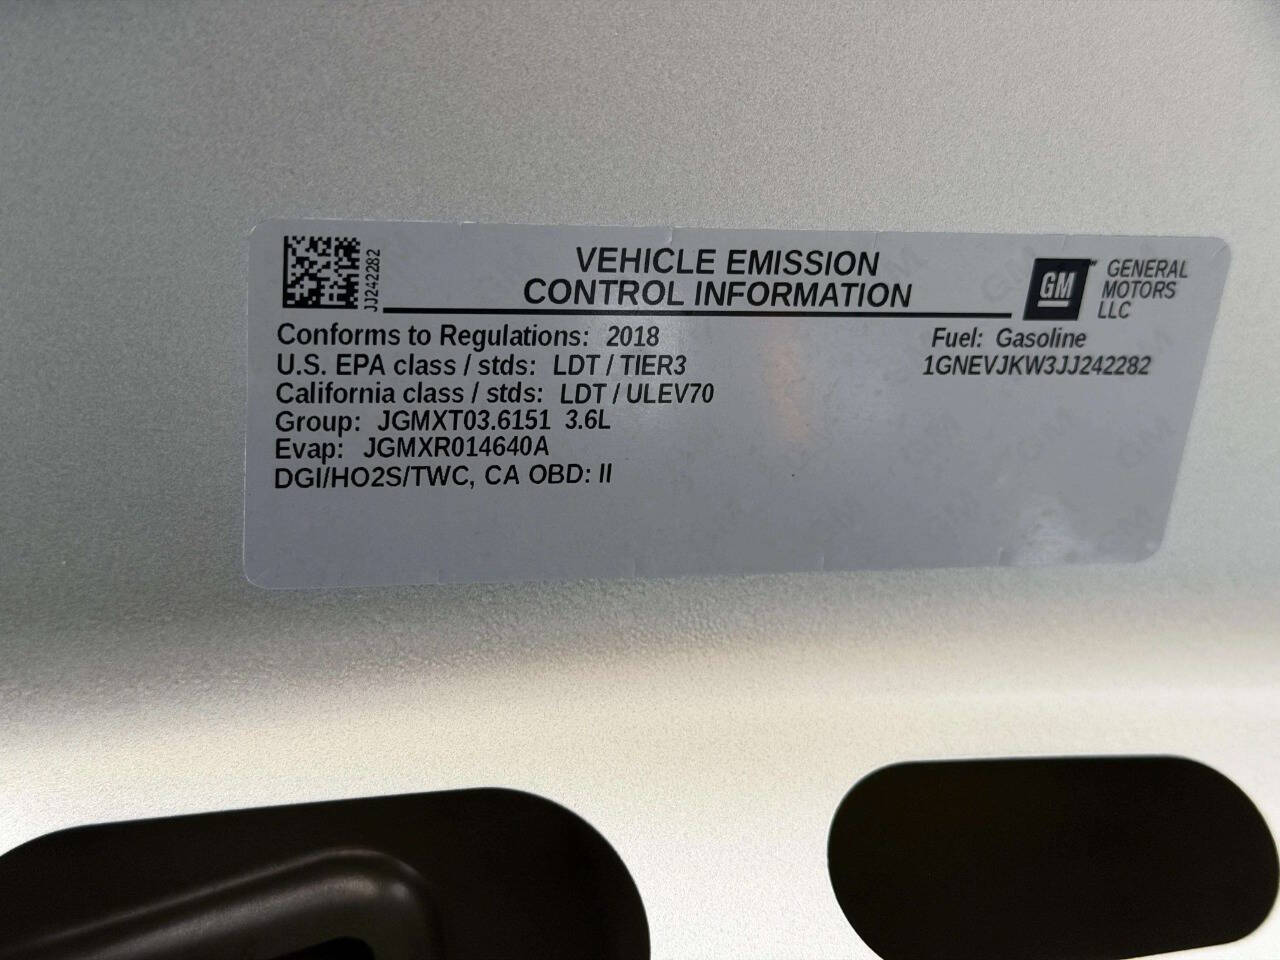 JJ242282
VEHICLE EMISSION
CONTROL INFORMATION
GM
GENERAL
MOTORS
LLC
Conforms to Regulations: 2018
Fuel: Gasoline
U.S. EPA class / stds: LDT / TIER3
1GNEVJKW3JJ242282
California class / stds: LDT / ULEV70
Group: JGMXT03.6151 3.6L
Evap: JGMXR014640A
DGI/HO2S/TWC, CA OBD: II